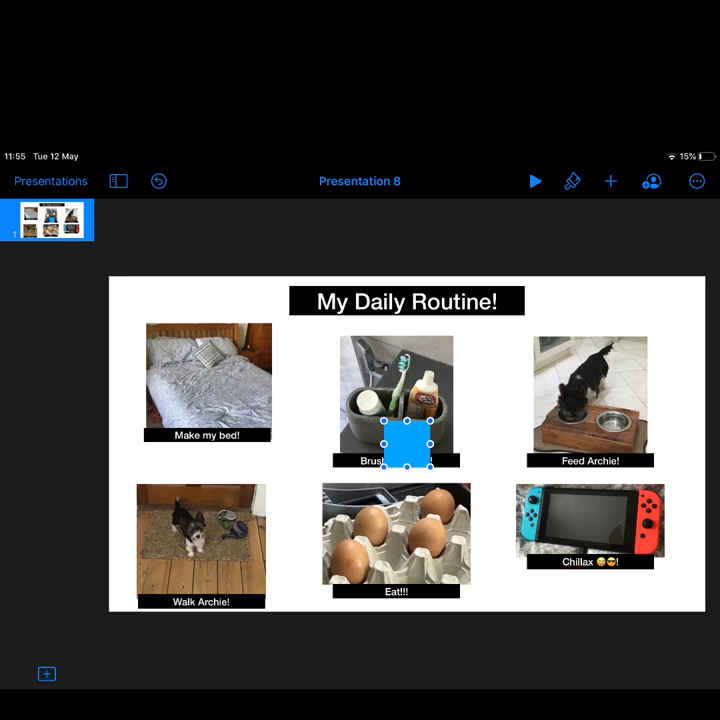 11:55 Tue 12 May
15%
Presentations
Presentation 8
1
My Daily Routine!
Make my bed!
Feed Archie!
Walk Archie!
Eat!!!
Chillax 😄😎!